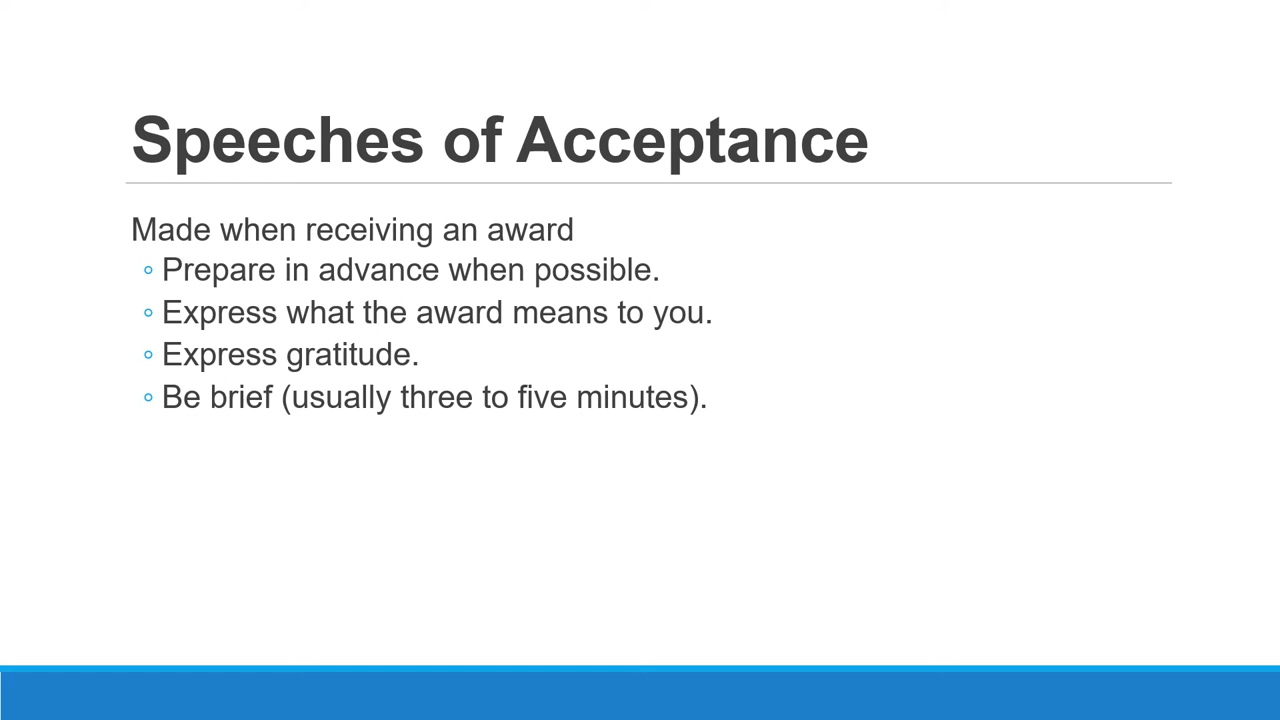 Speeches of Acceptance
Made when receiving an award
◦ Prepare in advance when possible.
◦ Express what the award means to you.
◦ Express gratitude.
◦ Be brief (usually three to five minutes).